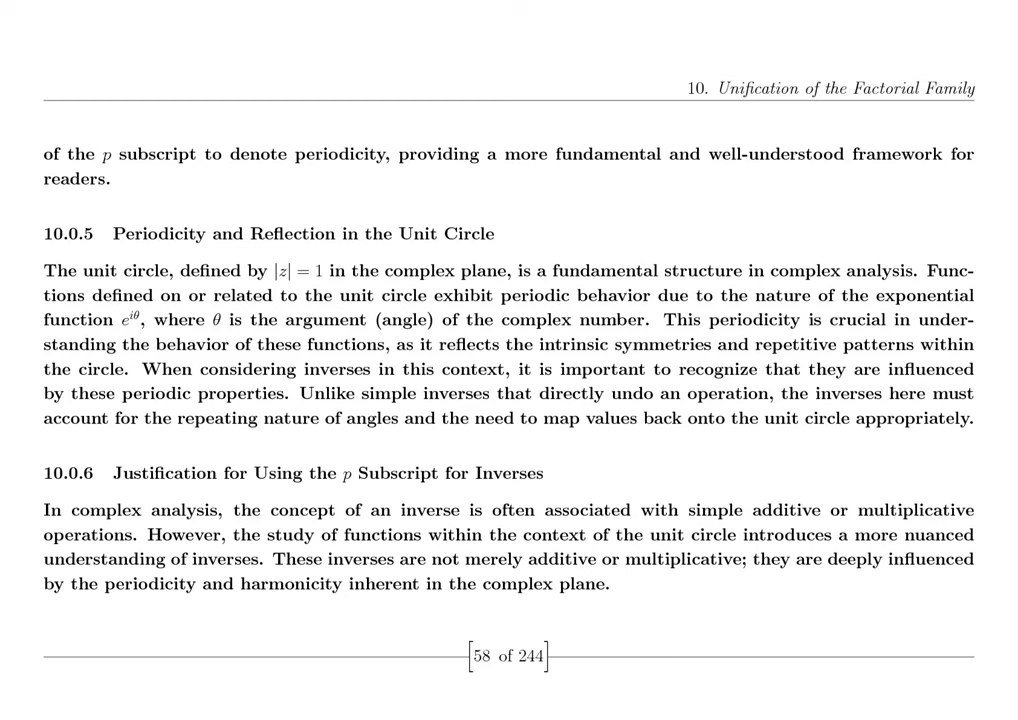 10. Unification of the Factorial Family
of the p subscript to denote periodicity, providing a more fundamental and well-understood framework for
readers.
10.0.5 Periodicity and Reflection in the Unit Circle
The unit circle, defined by |z| = 1 in the complex plane, is a fundamental structure in complex analysis. Func-
tions defined on or related to the unit circle exhibit periodic behavior due to the nature of the exponential
function e^{iθ}, where θ is the argument (angle) of the complex number. This periodicity is crucial in under-
standing the behavior of these functions, as it reflects the intrinsic symmetries and repetitive patterns within
the circle. When considering inverses in this context, it is important to recognize that they are influenced
by these periodic properties. Unlike simple inverses that directly undo an operation, the inverses here must
account for the repeating nature of angles and the need to map values back onto the unit circle appropriately.
10.0.6 Justification for Using the p Subscript for Inverses
In complex analysis, the concept of an inverse is often associated with simple additive or multiplicative
operations. However, the study of functions within the context of the unit circle introduces a more nuanced
understanding of inverses. These inverses are not merely additive or multiplicative; they are deeply influenced
by the periodicity and harmonicity inherent in the complex plane.
[58 of 244]